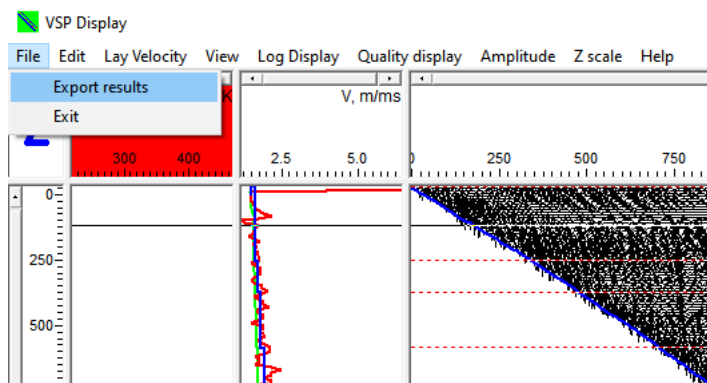 VSP Display
File Edit Lay Velocity View Log Display Quality display Amplitude Z scale Help
Export results
Exit
K
V, m/ms
300 400
2.5 5.0
0 250 500 750
0
250
500